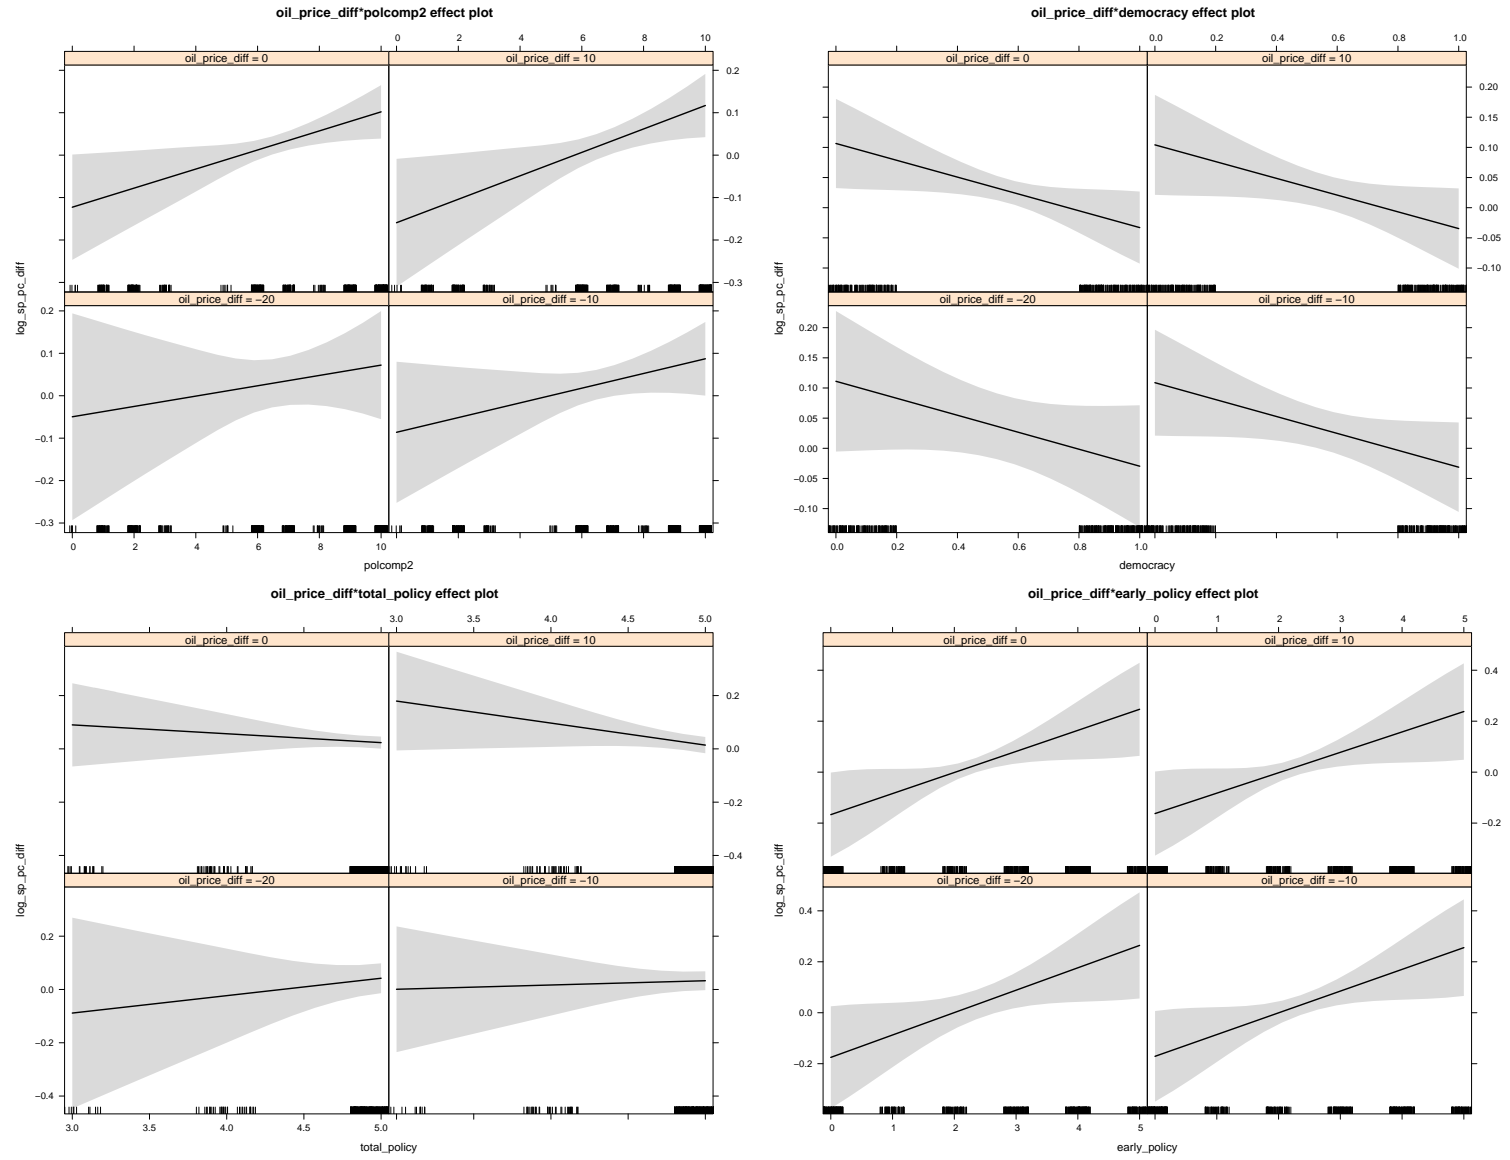 oil_price_diff*polcomp2 effect plot
0 2 4 6 8 10
oil_price_diff = 0 oil_price_diff = 10
0.2
0.1
0.0
−0.1
−0.2
−0.3
log_sp_pc_diff
oil_price_diff = −20 oil_price_diff = −10
0.2
0.1
0.0
−0.1
−0.2
−0.3
0 2 4 6 8 10
polcomp2
oil_price_diff*democracy effect plot
0.0 0.2 0.4 0.6 0.8 1.0
oil_price_diff = 0 oil_price_diff = 10
0.20
0.15
0.10
0.05
0.00
−0.05
−0.10
log_sp_pc_diff
oil_price_diff = −20 oil_price_diff = −10
0.20
0.15
0.10
0.05
0.00
−0.05
−0.10
0.0 0.2 0.4 0.6 0.8 1.0
democracy
oil_price_diff*total_policy effect plot
3.0 3.5 4.0 4.5 5.0
oil_price_diff = 0 oil_price_diff = 10
0.2
0.0
−0.2
−0.4
log_sp_pc_diff
oil_price_diff = −20 oil_price_diff = −10
0.2
0.0
−0.2
−0.4
3.0 3.5 4.0 4.5 5.0
total_policy
oil_price_diff*early_policy effect plot
0 1 2 3 4 5
oil_price_diff = 0 oil_price_diff = 10
0.4
0.2
0.0
−0.2
log_sp_pc_diff
oil_price_diff = −20 oil_price_diff = −10
0.4
0.2
0.0
−0.2
0 1 2 3 4 5
early_policy